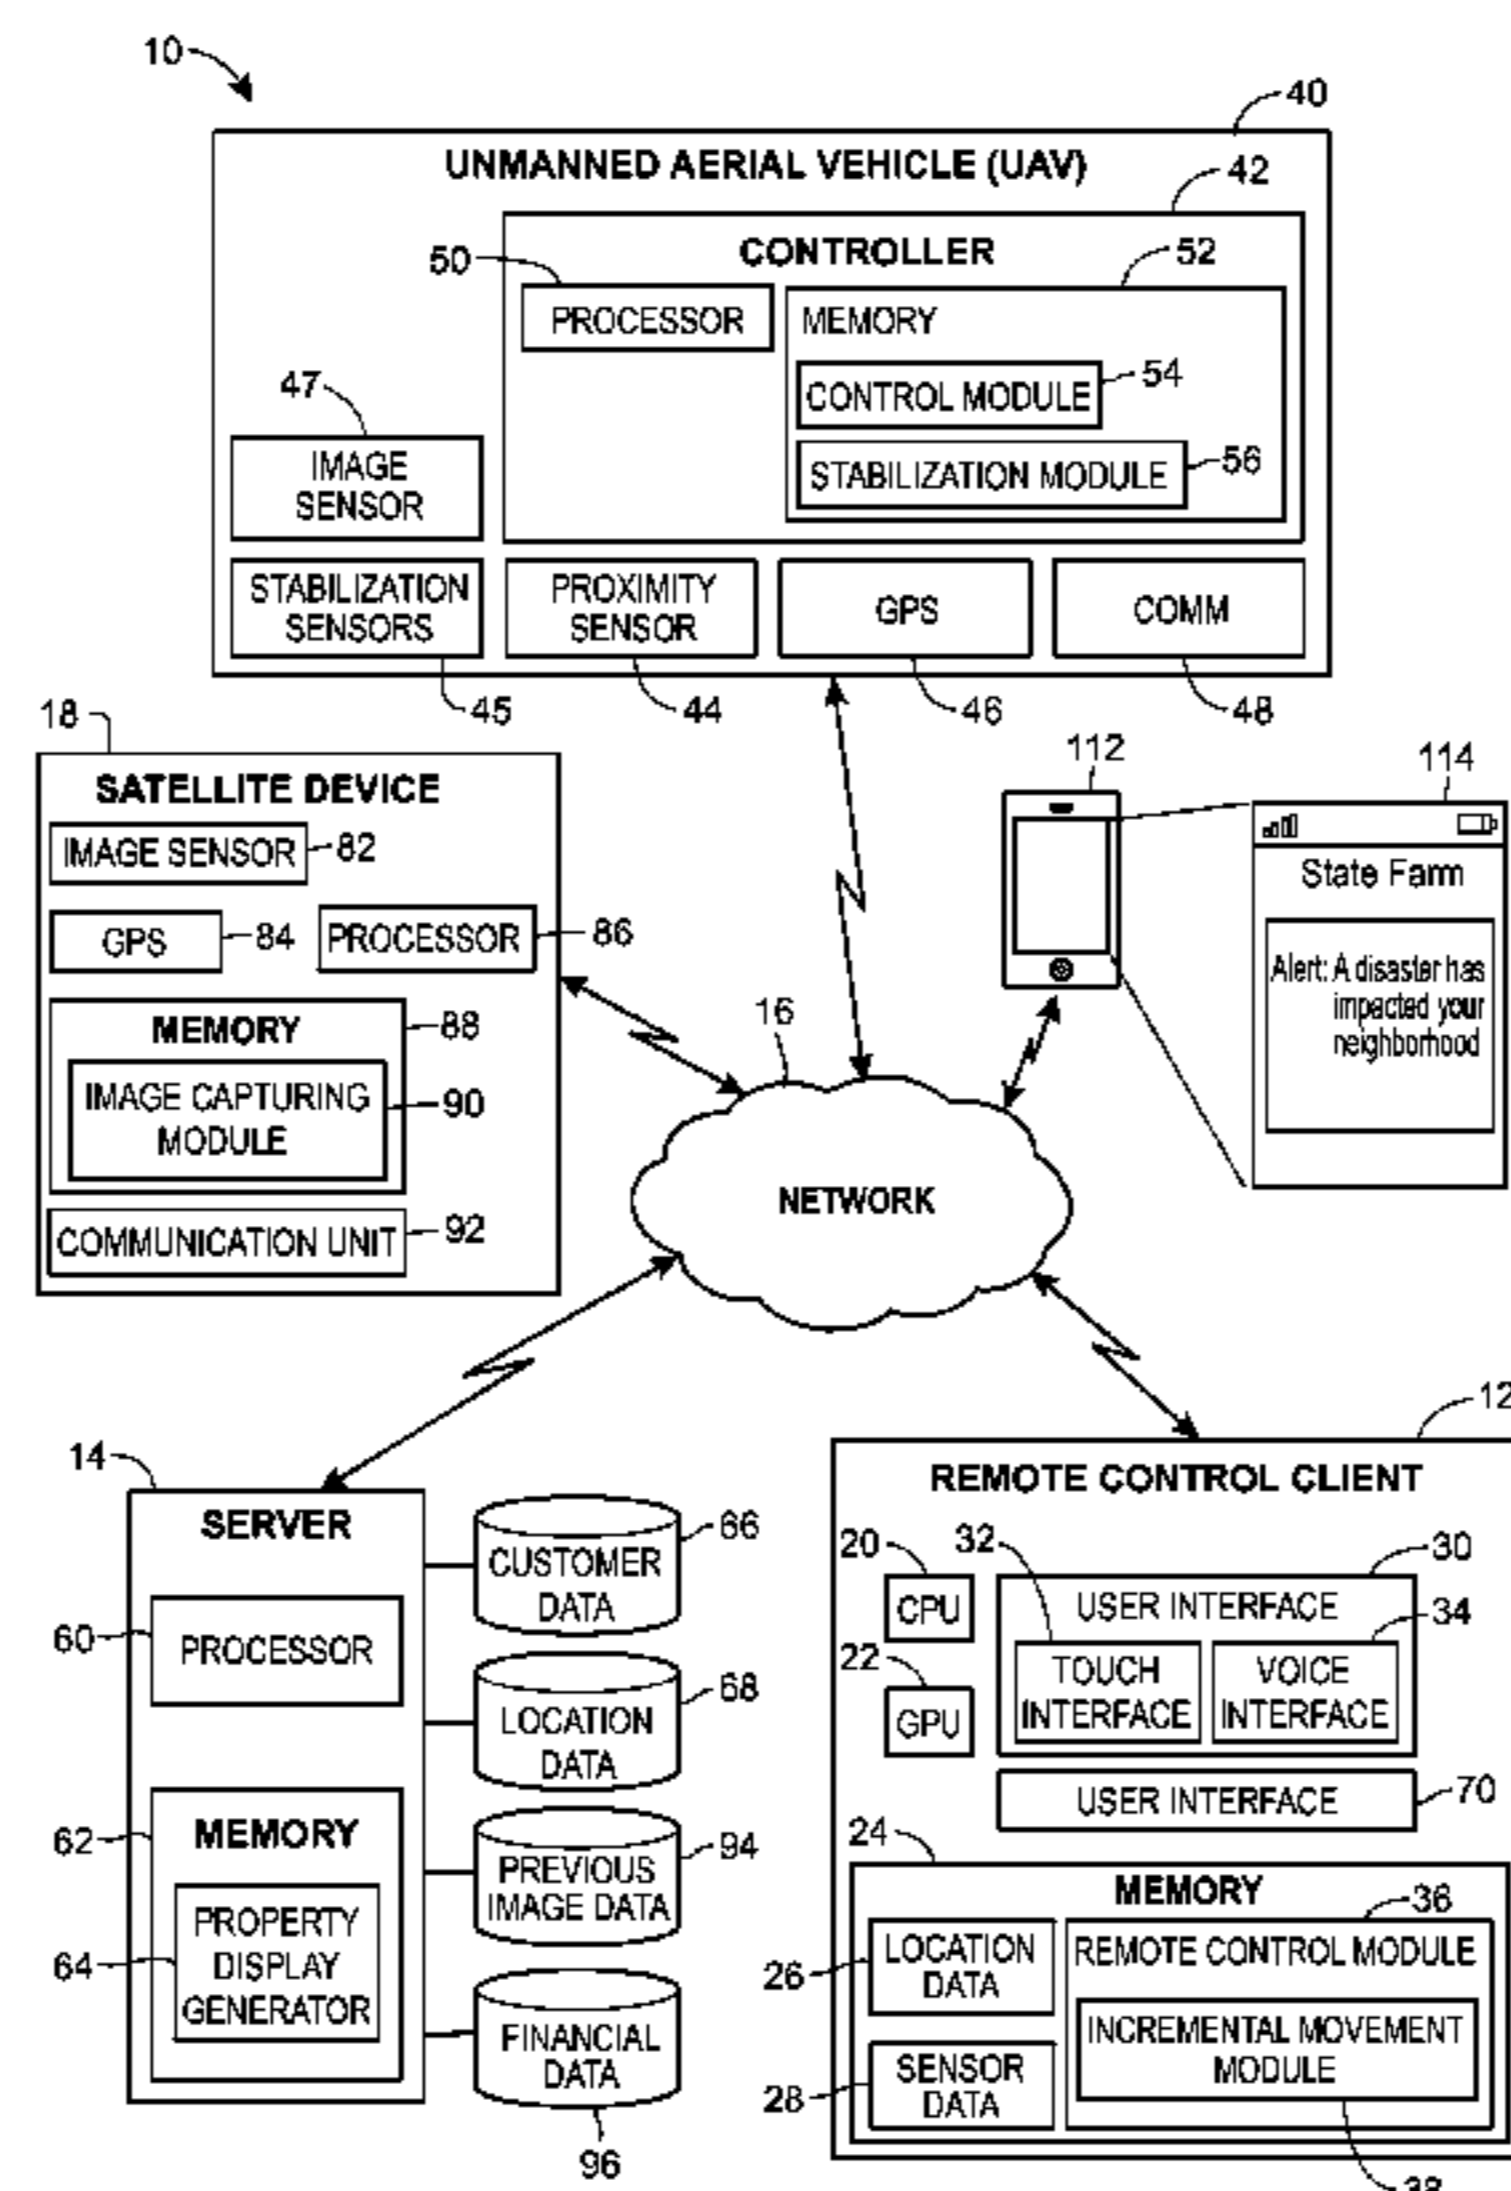 10
40
UNMANNED AERIAL VEHICLE (UAV)
42
CONTROLLER
50
52
PROCESSOR
MEMORY
54
CONTROL MODULE
47
IMAGE
SENSOR
56
STABILIZATION MODULE
STABILIZATION
SENSORS
PROXIMITY
SENSOR
GPS
COMM
45
44
46
48
18
SATELLITE DEVICE
IMAGE SENSOR
82
GPS
84
PROCESSOR
86
MEMORY
88
IMAGE CAPTURING
MODULE
90
COMMUNICATION UNIT
92
112
114
State Farm
Alert: A disaster has
impacted your
neighborhood
16
NETWORK
14
SERVER
60
PROCESSOR
62
MEMORY
64
PROPERTY
DISPLAY
GENERATOR
CUSTOMER
DATA
66
LOCATION
DATA
68
PREVIOUS
IMAGE DATA
94
FINANCIAL
DATA
96
12
REMOTE CONTROL CLIENT
20
CPU
22
GPU
32
30
USER INTERFACE
34
TOUCH
INTERFACE
VOICE
INTERFACE
USER INTERFACE
70
24
MEMORY
36
LOCATION
DATA
26
REMOTE CONTROL MODULE
INCREMENTAL MOVEMENT
MODULE
SENSOR
DATA
28
38